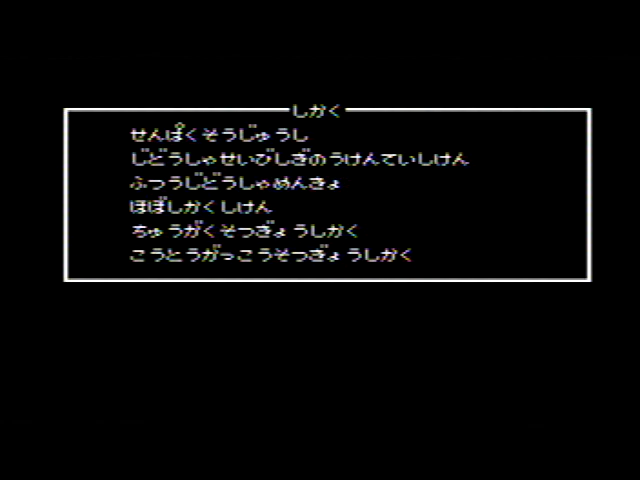 しかく
せんぱくそうじゅうし
じどうしゃせいびしぎのうけんていしけん
ふつうじどうしゃめんきょ
ほぼしかくしけん
ちゅうがくそつぎょうしかく
こうとうがっこうそつぎょうしかく